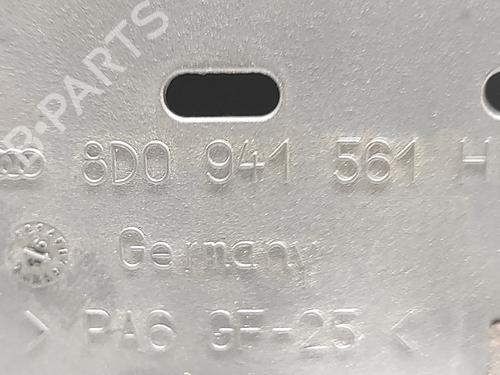 B-PARTS
8D0 941 561 H
Germany
> PA6 GF-25 <